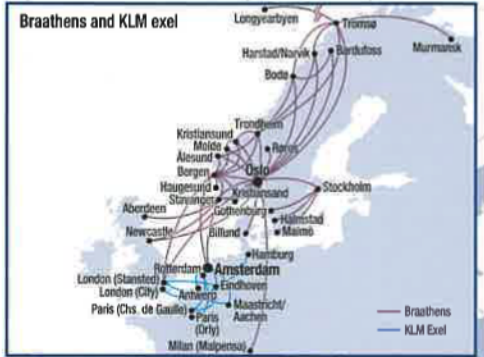 Braathens and KLM exel
Longyearbyen
Tromsø
Harstad/Narvik
Bardufoss
Murmansk
Bodø
Trondheim
Kristiansund
Molde
Røros
Ålesund
Bergen
Oslo
Haugesund
Kristiansand
Stockholm
Stavanger
Aberdeen
Gothenburg
Halmstad
Newcastle
Billund
Malmö
Hamburg
Rotterdam
Amsterdam
London (Stansted)
Eindhoven
London (City)
Antwerp
Maastricht/
Aachen
Paris (Chs. de Gaulle)
Paris
(Orly)
Braathens
KLM Exel
Milan (Malpensa)